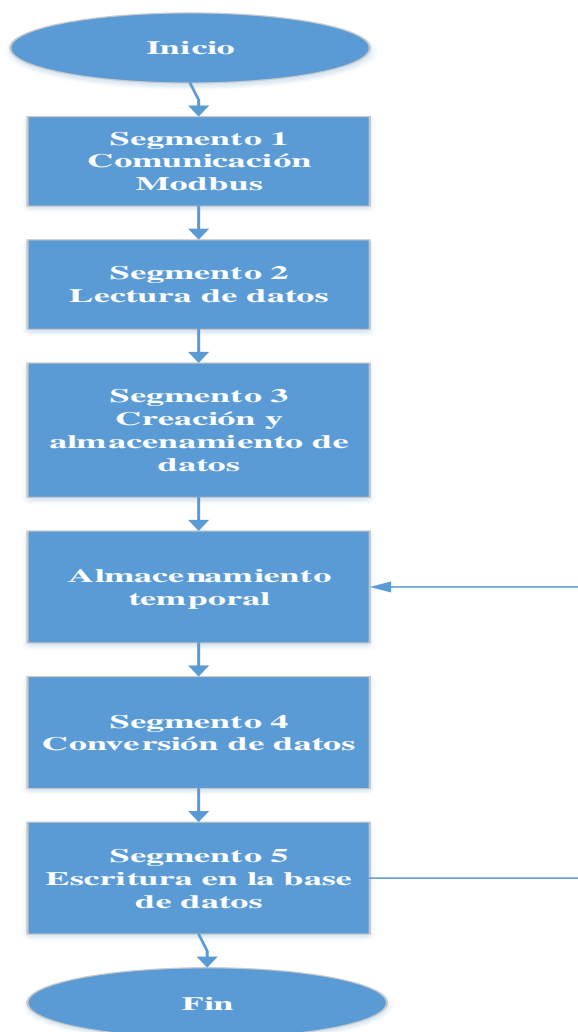 Inicio
Segmento 1
Comunicación
Modbus
Segmento 2
Lectura de datos
Segmento 3
Creación y
almacenamiento de
datos
Almacenamiento
temporal
Segmento 4
Conversión de datos
Segmento 5
Escritura en la base
de datos
Fin